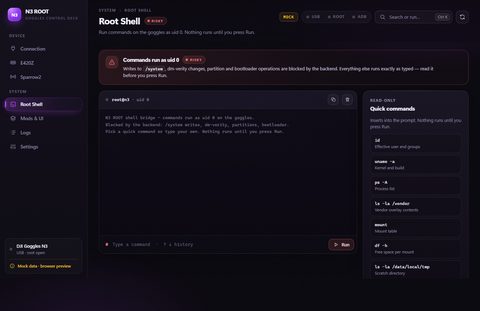 N3 ROOT
GOGGLES CONTROL DECK
DEVICE
Connection
E420Z
Sparrow2
SYSTEM
Root Shell
Mods & UI
Logs
Settings
DJI Goggles N3
USB · root open
Mock data · browser preview
SYSTEM · ROOT SHELL
Root Shell
RISKY
Run commands on the goggles as uid 0. Nothing runs until you press Run.
MOCK
USB
ROOT
ADB
Search or run...
Ctrl K
Commands run as uid 0
RISKY
Writes to /system, dm-verity changes, partition and bootloader operations are blocked by the backend. Everything else runs exactly as typed — read
it before you press Run.
root@n3 · uid 0
N3 ROOT shell bridge — commands run as uid 0 on the goggles.
Blocked by the backend: /system writes, dm-verity, partitions, bootloader.
Pick a quick command or type your own. Nothing runs until you press Run.
# Type a command · ↑ ↓ history
Run
READ-ONLY
Quick commands
Inserts into the prompt. Nothing runs until you
press Run.
id
Effective user and groups
uname -a
Kernel and build
ps -A
Process list
ls -la /vendor
Vendor overlay contents
mount
Mount table
df -h
Free space per mount
ls -la /data/local/tmp
Scratch directory